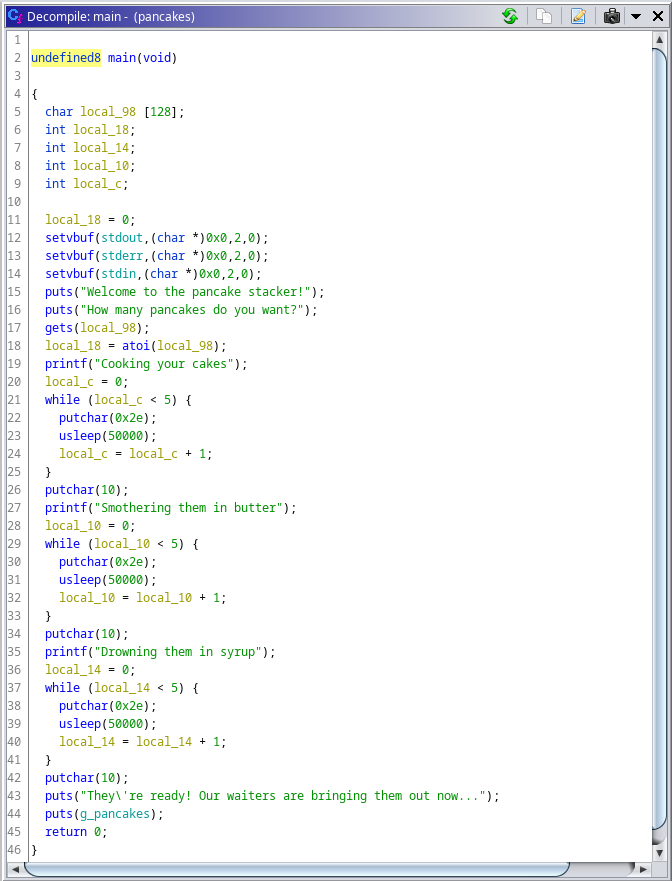 Decompile: main - (pancakes)
1
2 undefined8 main(void)
3
4 {
5 char local_98 [128];
6 int local_18;
7 int local_14;
8 int local_10;
9 int local_c;
10
11 local_18 = 0;
12 setvbuf(stdout,(char *)0x0,2,0);
13 setvbuf(stderr,(char *)0x0,2,0);
14 setvbuf(stdin,(char *)0x0,2,0);
15 puts("Welcome to the pancake stacker!");
16 puts("How many pancakes do you want?");
17 gets(local_98);
18 local_18 = atoi(local_98);
19 printf("Cooking your cakes");
20 local_c = 0;
21 while (local_c < 5) {
22 putchar(0x2e);
23 usleep(50000);
24 local_c = local_c + 1;
25 }
26 putchar(10);
27 printf("Smothering them in butter");
28 local_10 = 0;
29 while (local_10 < 5) {
30 putchar(0x2e);
31 usleep(50000);
32 local_10 = local_10 + 1;
33 }
34 putchar(10);
35 printf("Drowning them in syrup");
36 local_14 = 0;
37 while (local_14 < 5) {
38 putchar(0x2e);
39 usleep(50000);
40 local_14 = local_14 + 1;
41 }
42 putchar(10);
43 puts("They\'re ready! Our waiters are bringing them out now...");
44 puts(g_pancakes);
45 return 0;
46 }